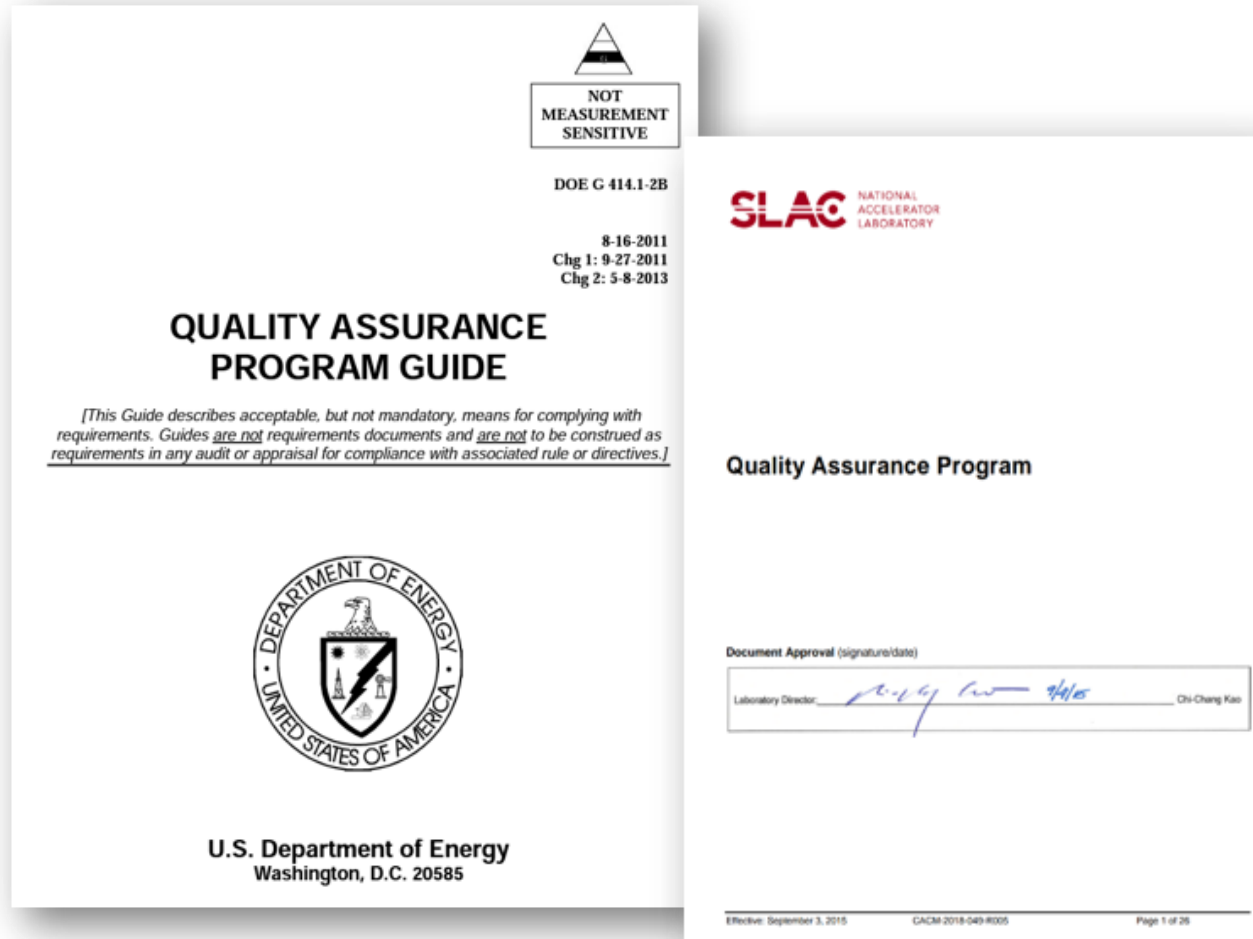 NOT
MEASUREMENT
SENSITIVE
DOE G 414.1-2B
8-16-2011
Chg 1: 9-27-2011
Chg 2: 5-8-2013
QUALITY ASSURANCE
PROGRAM GUIDE
[This Guide describes acceptable, but not mandatory, means for complying with
requirements. Guides are not requirements documents and are not to be construed as
requirements in any audit or appraisal for compliance with associated rule or directives.]
DEPARTMENT OF ENERGY
UNITED STATES OF AMERICA
U.S. Department of Energy
Washington, D.C. 20585
SLAC NATIONAL
ACCELERATOR
LABORATORY
Quality Assurance Program
Document Approval (signature/date)
Laboratory Director: Chi-Chang Kao
Effective: September 3, 2015 CACM-2018-049-R005 Page 1 of 26